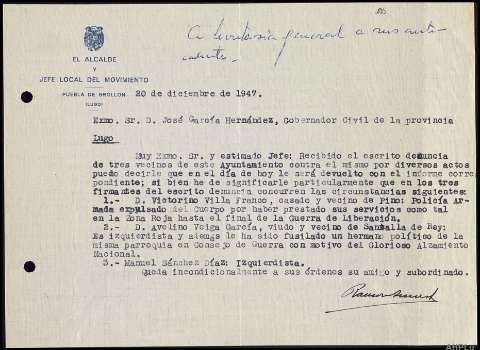 A Secretaría general a sus ante-
cedentes.
EL ALCALDE
Y
JEFE LOCAL DEL MOVIMIENTO
PUEBLA DE BROLLON
(LUGO)
20 de diciembre de 1947.
Exmo. Sr. D. José García Hernández, Gobernador Civil de la provincia
Lugo
Muy Exmo. Sr. y estimado Jefe: Recibido el escrito denuncia
de tres vecinos de este Ayuntamiento contra el mismo por diversos actos
puedo decirle que en el día de hoy le será devuelto con el informe corres
pondiente; si bien he de significarle particularmente que en los tres
firmantes del escrito denuncia concurren las circunstancias siguientes:
1.- D. Victorino Villa Franco, casado y vecino de Pino: Policía Ar-
mada expulsado del Cuerpo por haber prestado sus servicios como tal
en la Zona Roja hasta el final de la Guerra de Liberación.
2.- D. Avelino Veiga García, viudo y vecino de Santalla de Rey:
Es izquierdista y además le ha sido fusilado un hermano político de la
misma parroquia en Consejo de Guerra con motivo del Glorioso Alzamiento
Nacional.
3.- Manuel Sánchez Díaz: Izquierdista.
Queda incondicionalmente a sus órdenes su amigo y subordinado.